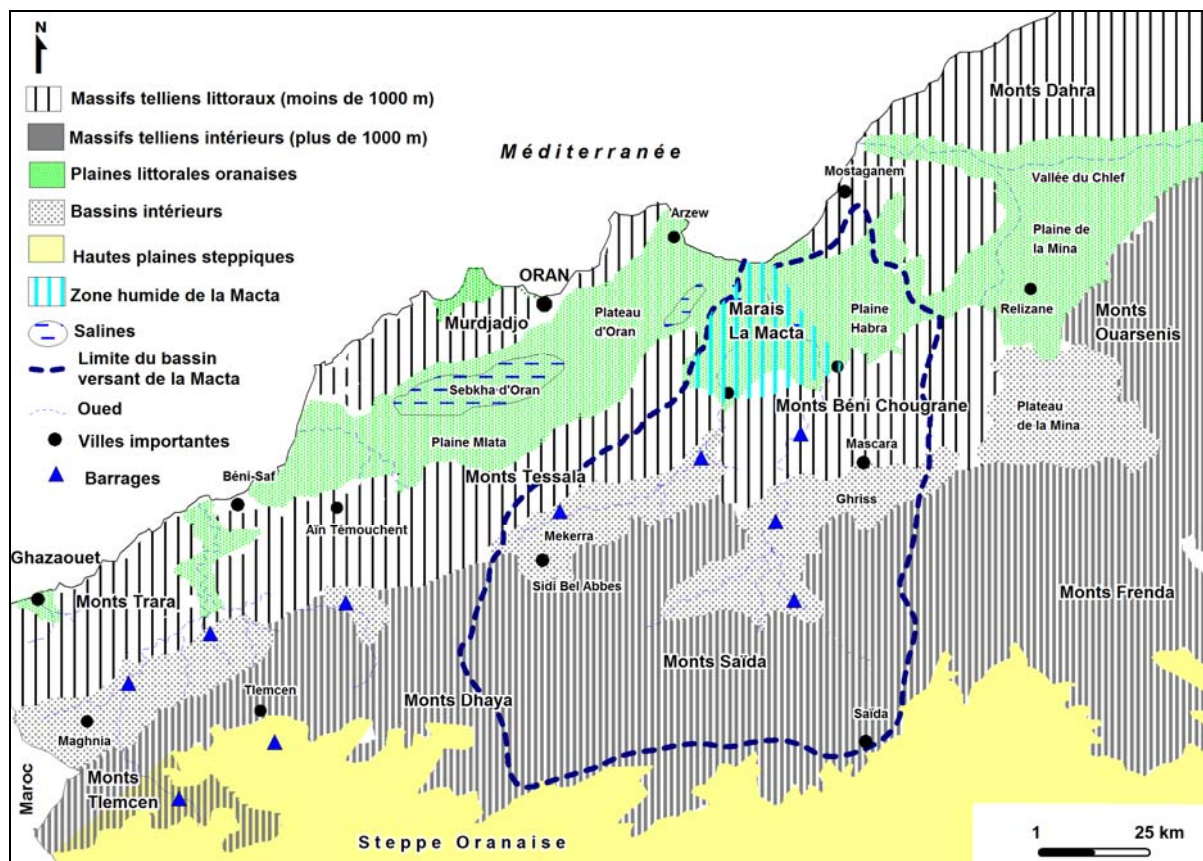 N
Massifs telliens littoraux (moins de 1000 m)
Massifs telliens intérieurs (plus de 1000 m)
Plaines littorales oranaises
Bassins intérieurs
Hautes plaines steppiques
Zone humide de la Macta
Salines
Limite du bassin
versant de la Macta
Oued
Villes importantes
Barrages
Méditerranée
Monts Dahra
Mostaganem
Vallée du Chlef
Arzew
Plaine de
la Mina
ORAN
Relizane
Murdjadjo
Plateau
d'Oran
Marais
La Macta
Plaine
Habra
Monts
Ouarsenis
Sebkha d'Oran
Monts Béni Chougrane
Plateau
de la Mina
Plaine Mlata
Mascara
Monts Tessala
Béni-Saf
Ghriss
Aïn Témouchent
Mekerra
Ghazaouet
Sidi Bel Abbes
Monts Trara
Monts Frenda
Monts Saïda
Tlemcen
Monts Dhaya
Saïda
Maghnia
Monts
Tlemcen
Maroc
Steppe Oranaise
1 25 km